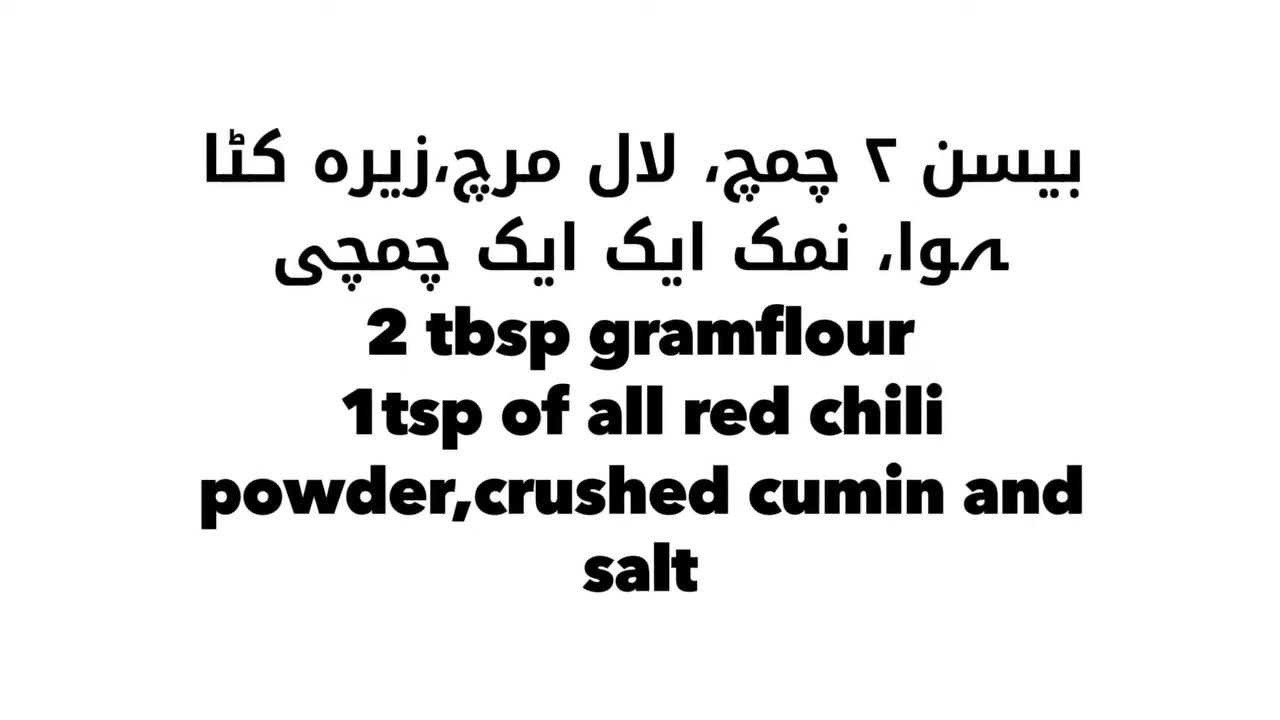 بیسن ۲ چمچ، لال مرچ،زیرہ کٹا
ہوا، نمک ایک ایک چمچی
2 tbsp gramflour
1tsp of all red chili
powder,crushed cumin and
salt